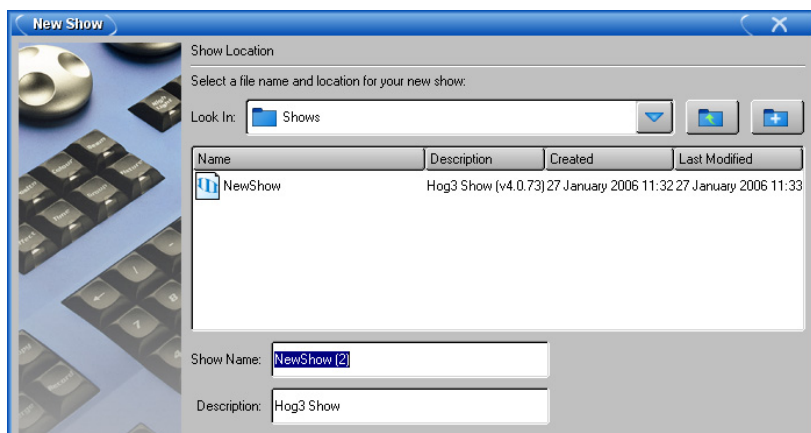 New Show
Show Location
Select a file name and location for your new show:
Look In: Shows
Name Description Created Last Modified
NewShow Hog3 Show (v4.0.73) 27 January 2006 11:32 27 January 2006 11:33
Show Name: NewShow (2)
Description: Hog3 Show